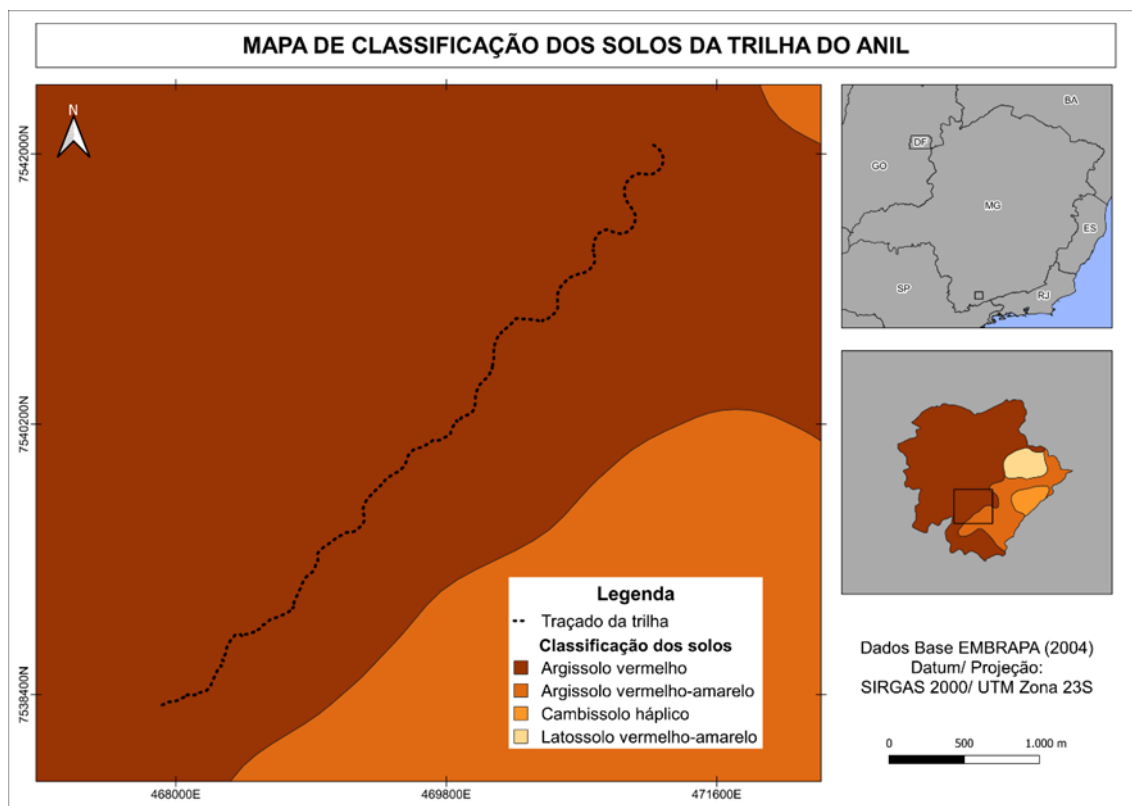 MAPA DE CLASSIFICAÇÃO DOS SOLOS DA TRILHA DO ANIL
N
7542000N
7540200N
7538400N
468000E
469800E
471600E
Legenda
Traçado da trilha
Classificação dos solos
Argissolo vermelho
Argissolo vermelho-amarelo
Cambissolo háplico
Latossolo vermelho-amarelo
BA
DF
GO
MG
ES
SP
RJ
Dados Base EMBRAPA (2004)
Datum/ Projeção:
SIRGAS 2000/ UTM Zona 23S
0 500 1.000 m